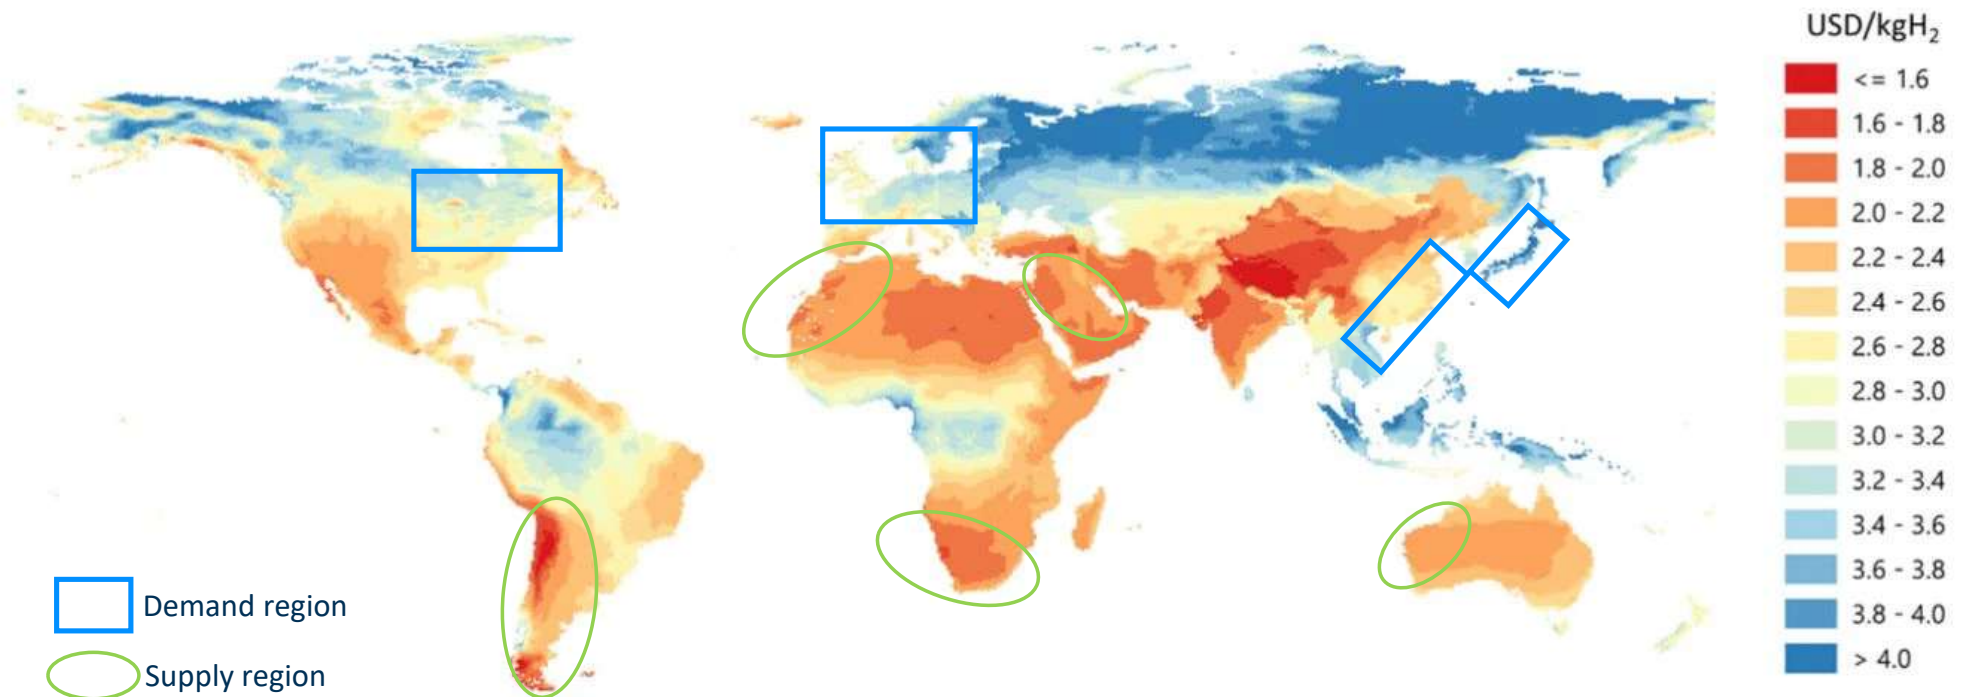 USD/kgH₂
<= 1.6
1.6 - 1.8
1.8 - 2.0
2.0 - 2.2
2.2 - 2.4
2.4 - 2.6
2.6 - 2.8
2.8 - 3.0
3.0 - 3.2
3.2 - 3.4
3.4 - 3.6
3.6 - 3.8
3.8 - 4.0
> 4.0
Demand region
Supply region